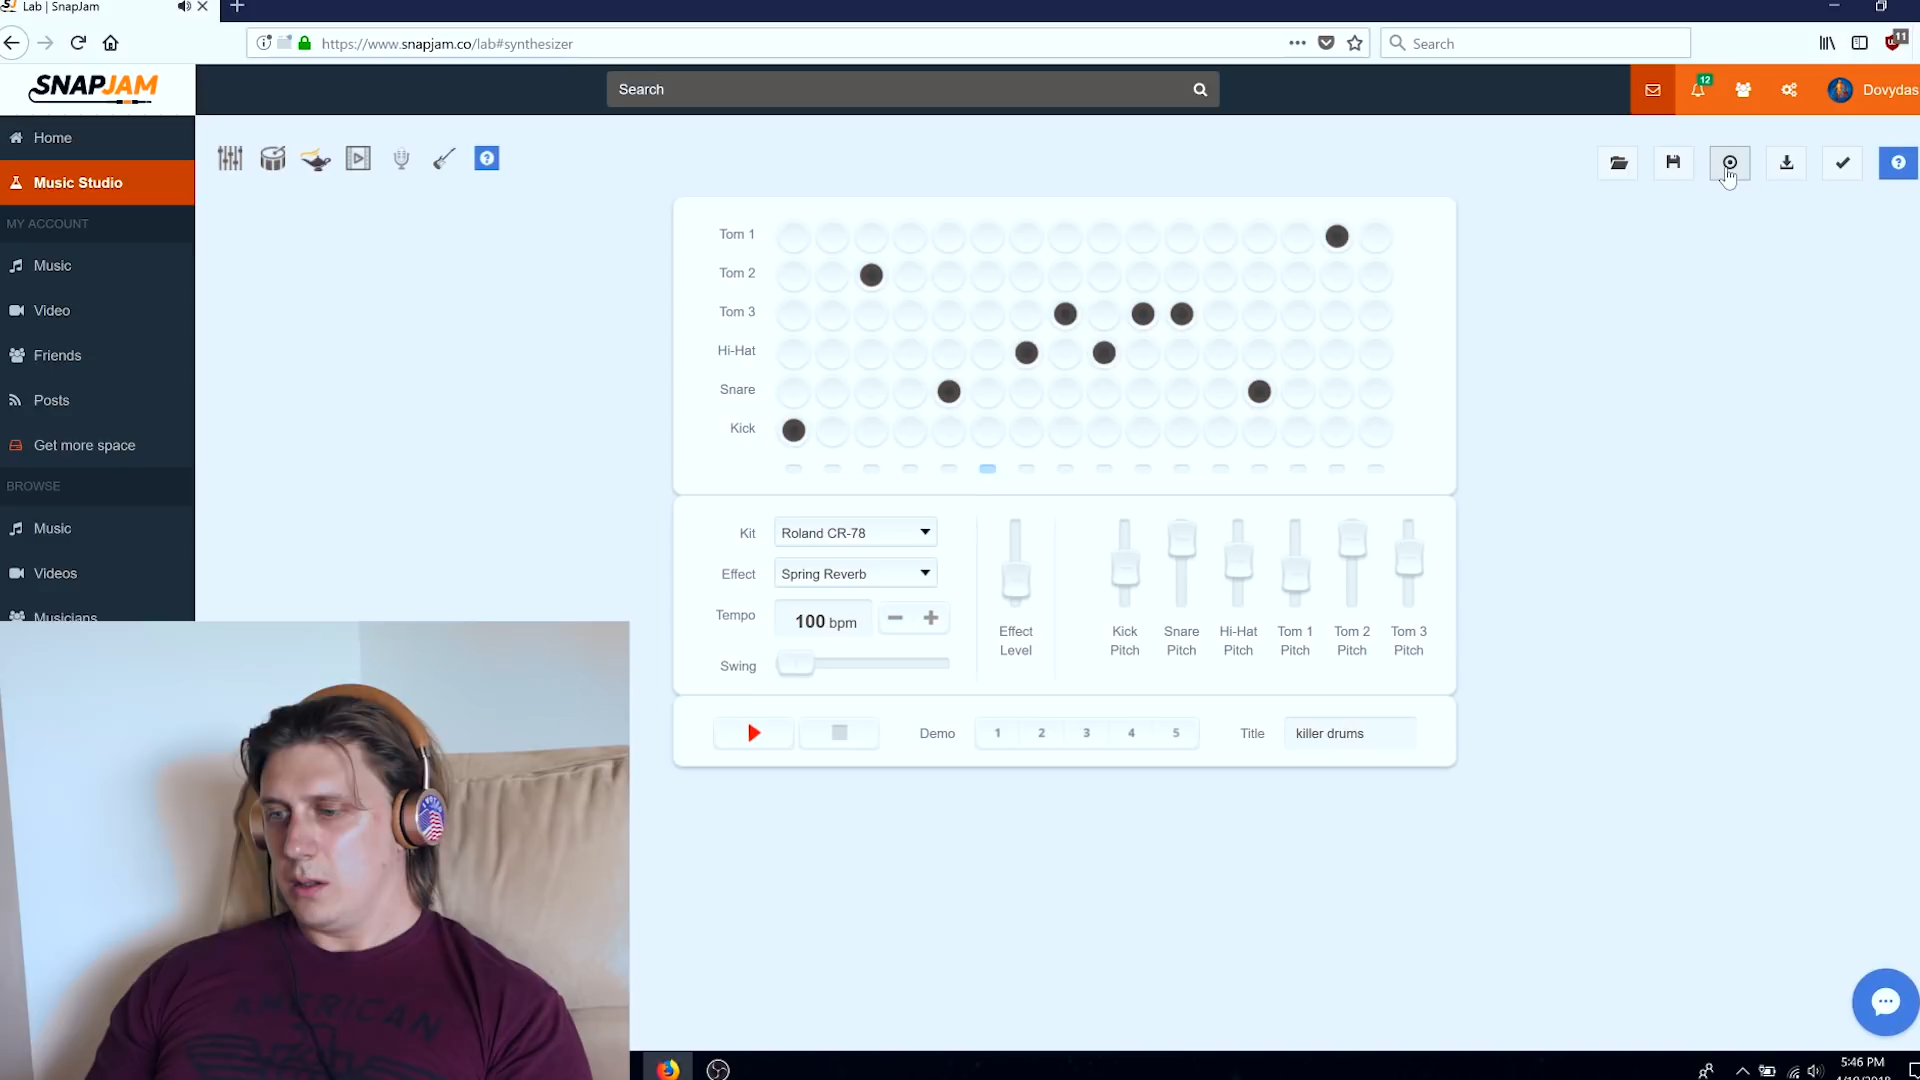 Lab | SnapJam
https://www.snapjam.co/lab#synthesizer
Search
11
SNAPJAM
Search
12
Dovydas
Home
Music Studio
MY ACCOUNT
Music
Video
Friends
Posts
Get more space
BROWSE
Music
Videos
Musicians
Tom 1
Tom 2
Tom 3
Hi-Hat
Snare
Kick
Kit
Roland CR-78
Effect
Spring Reverb
Tempo
100 bpm
Swing
Effect
Level
Kick
Pitch
Snare
Pitch
Hi-Hat
Pitch
Tom 1
Pitch
Tom 2
Pitch
Tom 3
Pitch
Demo
1 2 3 4 5
Title
killer drums
AMERICAN
5:46 PM